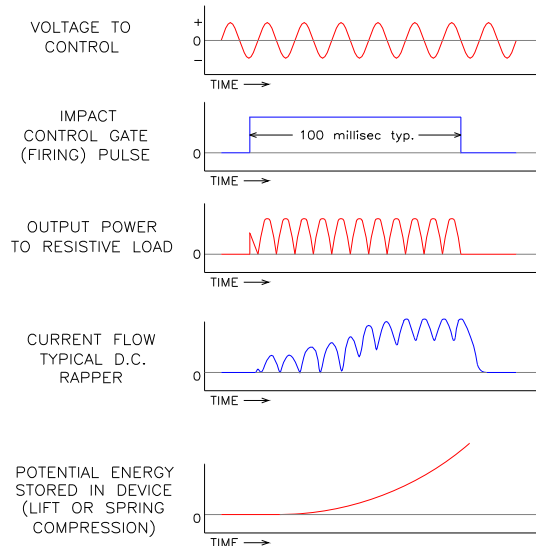 VOLTAGE TO
CONTROL
+
0
−
TIME
IMPACT
CONTROL GATE
(FIRING) PULSE
100 millisec typ.
0
TIME
OUTPUT POWER
TO RESISTIVE LOAD
0
TIME
CURRENT FLOW
TYPICAL D.C.
RAPPER
0
TIME
POTENTIAL ENERGY
STORED IN DEVICE
(LIFT OR SPRING
COMPRESSION)
0
TIME